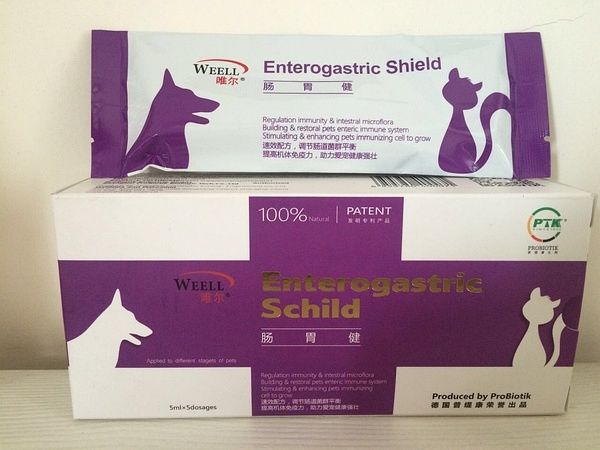 WEELL
唯尔®
Enterogastric Shield
肠 胃 健
Regulation immunity & intestral microflora
Building & restoral pets enteric immune system
Stimulating & enhancing pets immunizing cell to grow
速效配方，调节肠道菌群平衡
提高机体免疫力，助力爱宠健康强壮
100% Natural
PATENT
发明专利产品
PTK®
PROBIOTIK
WEELL
唯尔®
Enterogastric
Schild
肠 胃 健
Applied to different stagets of pets
Regulation immunity & intestral microflora
Building & restoral pets enteric immune system
Stimulating & enhancing pets immunizing
cell to grow
速效配方，调节肠道菌群平衡
提高机体免疫力，助力爱宠健康强壮
5ml×5dosages
Produced by ProBiotik
德国普堤康荣誉出品